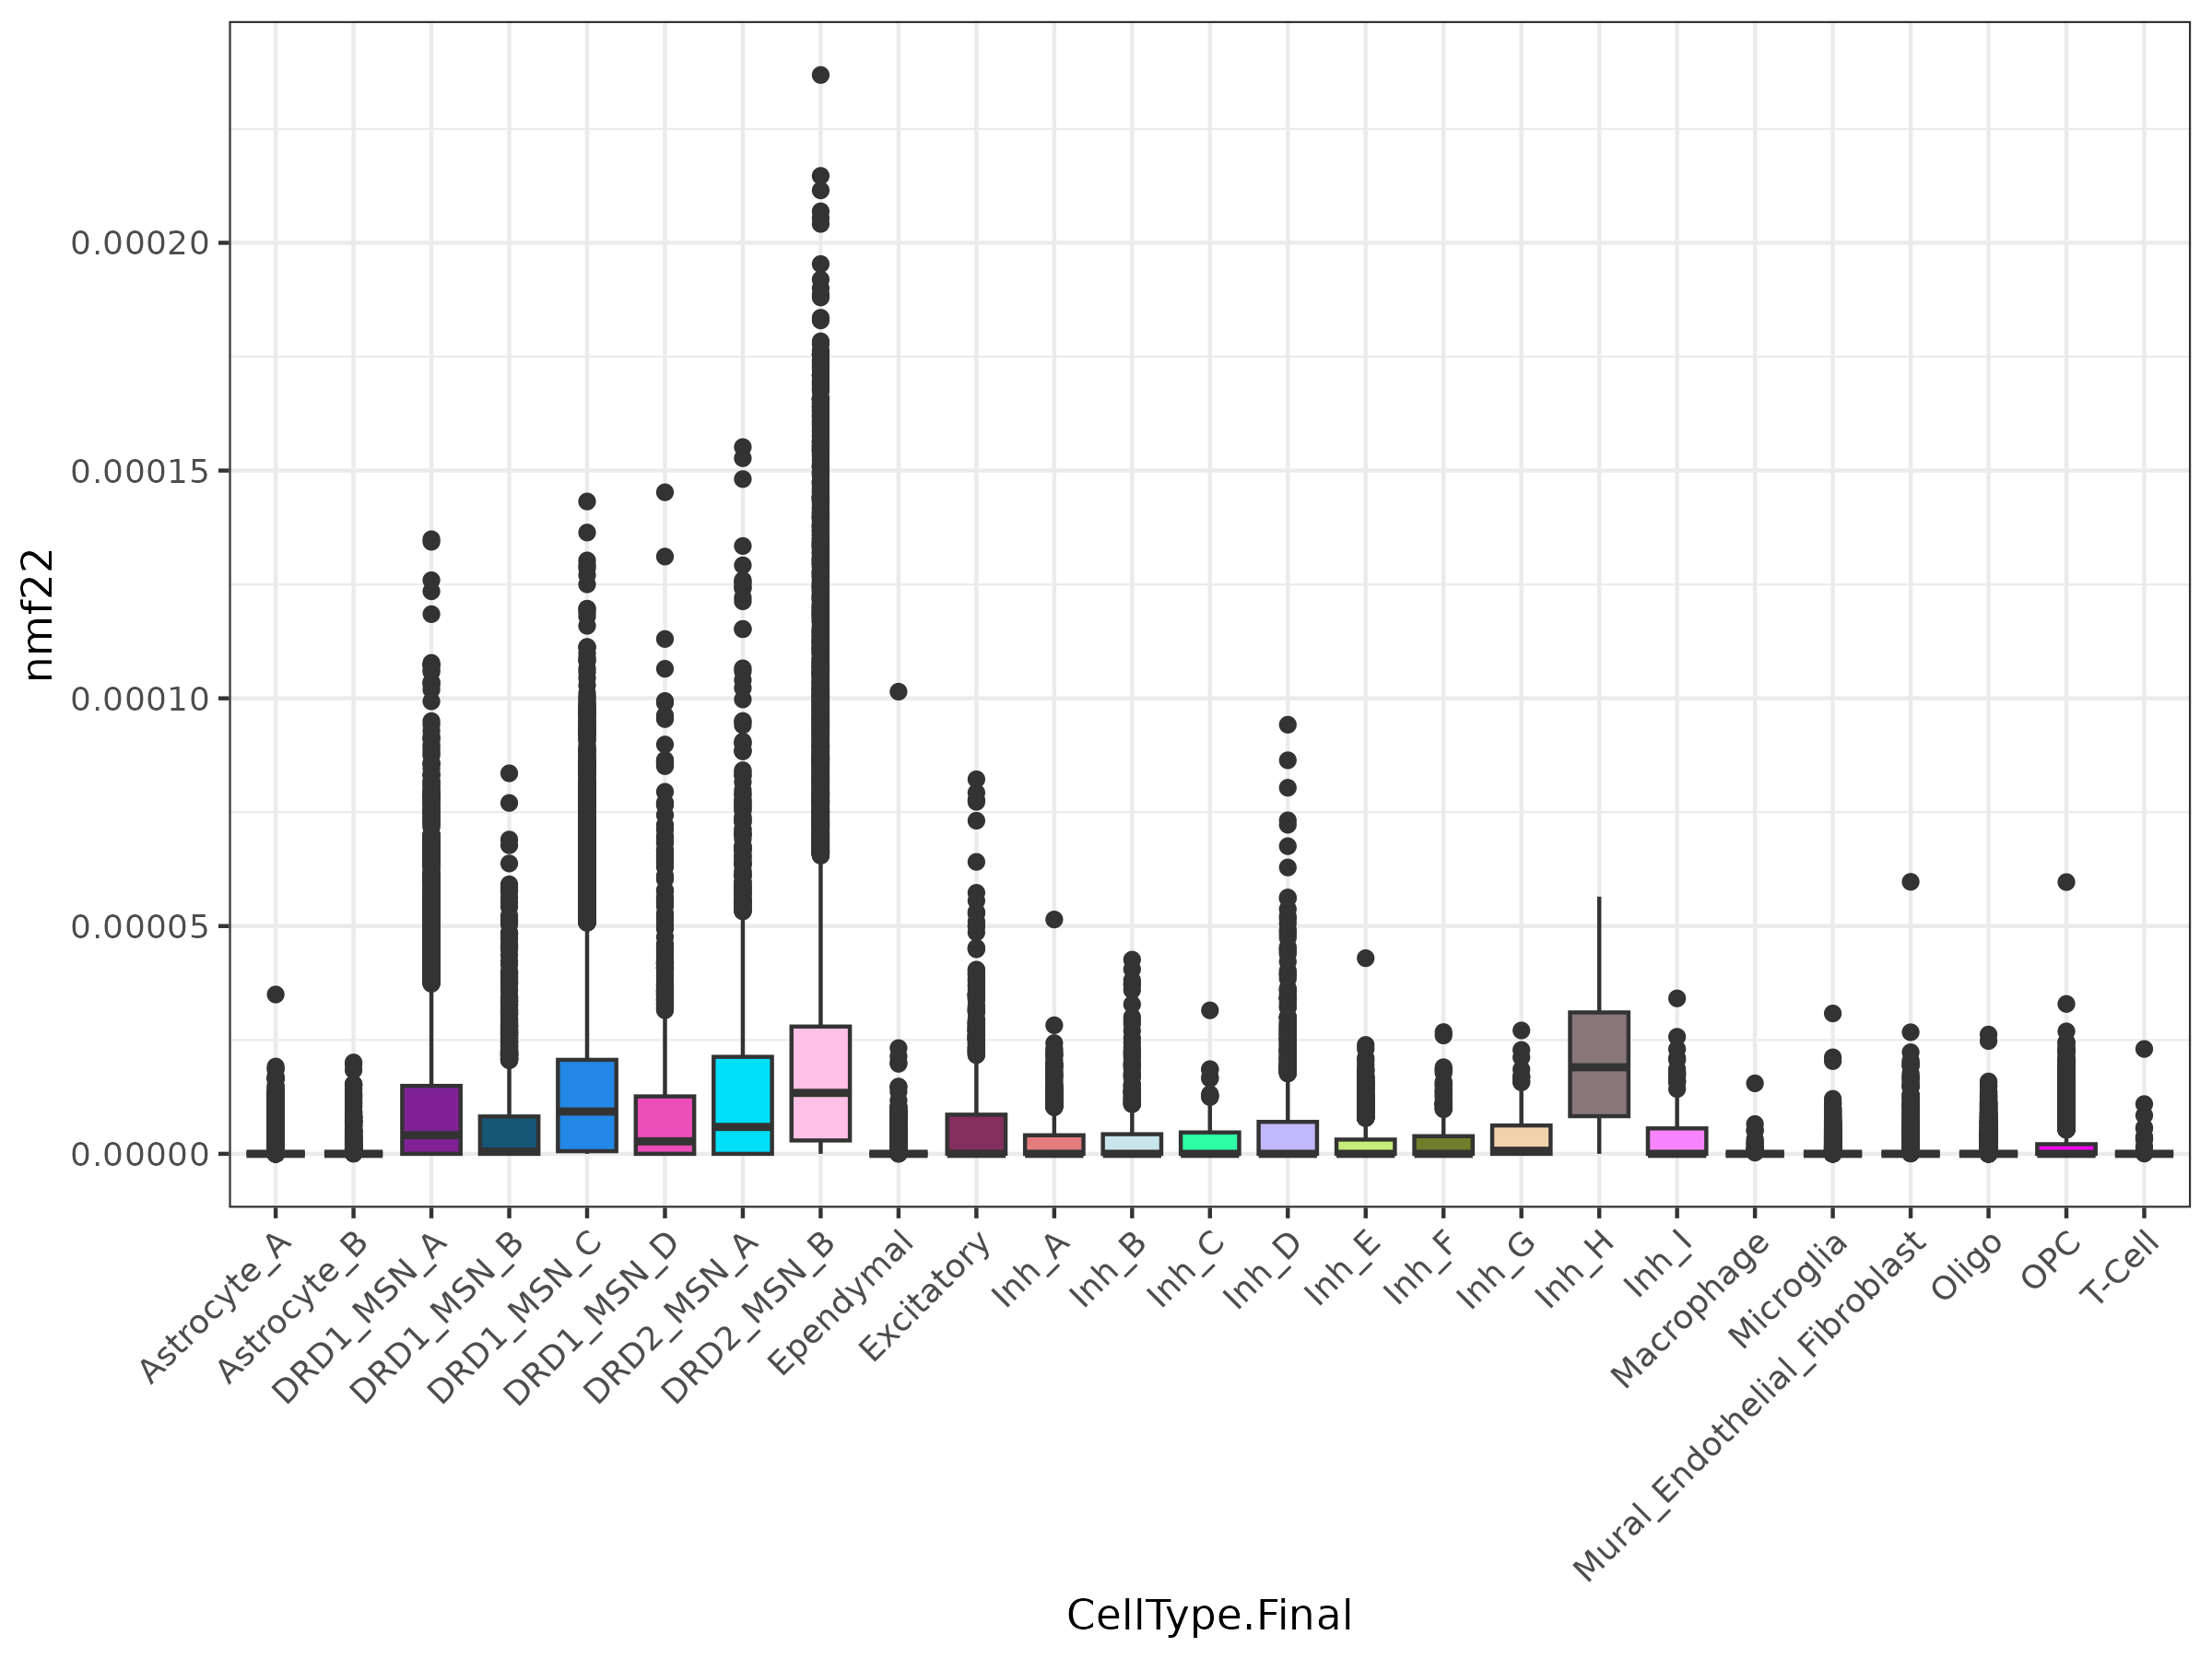 nmf22
0.00020
0.00015
0.00010
0.00005
0.00000
Astrocyte_A
Astrocyte_B
DRD1_MSN_A
DRD1_MSN_B
DRD1_MSN_C
DRD1_MSN_D
DRD2_MSN_A
DRD2_MSN_B
Ependymal
Excitatory
Inh_A
Inh_B
Inh_C
Inh_D
Inh_E
Inh_F
Inh_G
Inh_H
Inh_I
Macrophage
Microglia
Mural_Endothelial_Fibroblast
Oligo
OPC
T-Cell
CellType.Final